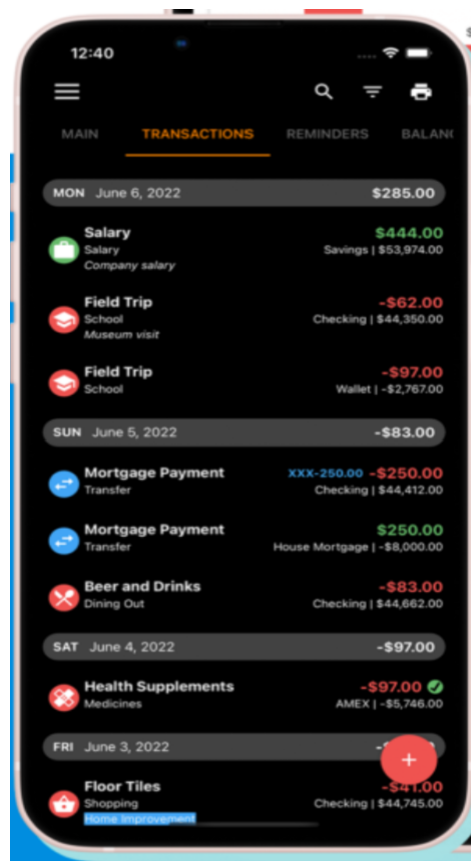 12:40
MAIN TRANSACTIONS REMINDERS BALAN
MON June 6, 2022 $285.00
Salary $444.00
Salary Savings | $53,974.00
Company salary
Field Trip -$62.00
School Checking | $44,350.00
Museum visit
Field Trip -$97.00
School Wallet | -$2,767.00
SUN June 5, 2022 -$83.00
Mortgage Payment XXX-250.00 -$250.00
Transfer Checking | $44,412.00
Mortgage Payment $250.00
Transfer House Mortgage | -$8,000.00
Beer and Drinks -$83.00
Dining Out Checking | $44,662.00
SAT June 4, 2022 -$97.00
Health Supplements -$97.00
Medicines AMEX | -$5,746.00
FRI June 3, 2022
Floor Tiles -$41.00
Shopping Checking | $44,745.00
Home Improvement